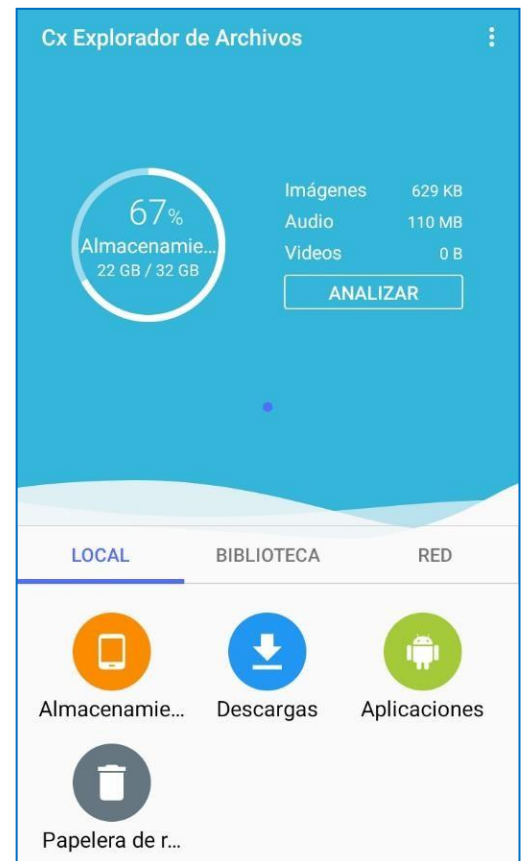 Cx Explorador de Archivos
67%
Almacenamie...
22 GB / 32 GB
Imágenes 629 KB
Audio 110 MB
Videos 0 B
ANALIZAR
LOCAL BIBLIOTECA RED
Almacenamie... Descargas Aplicaciones
Papelera de r...